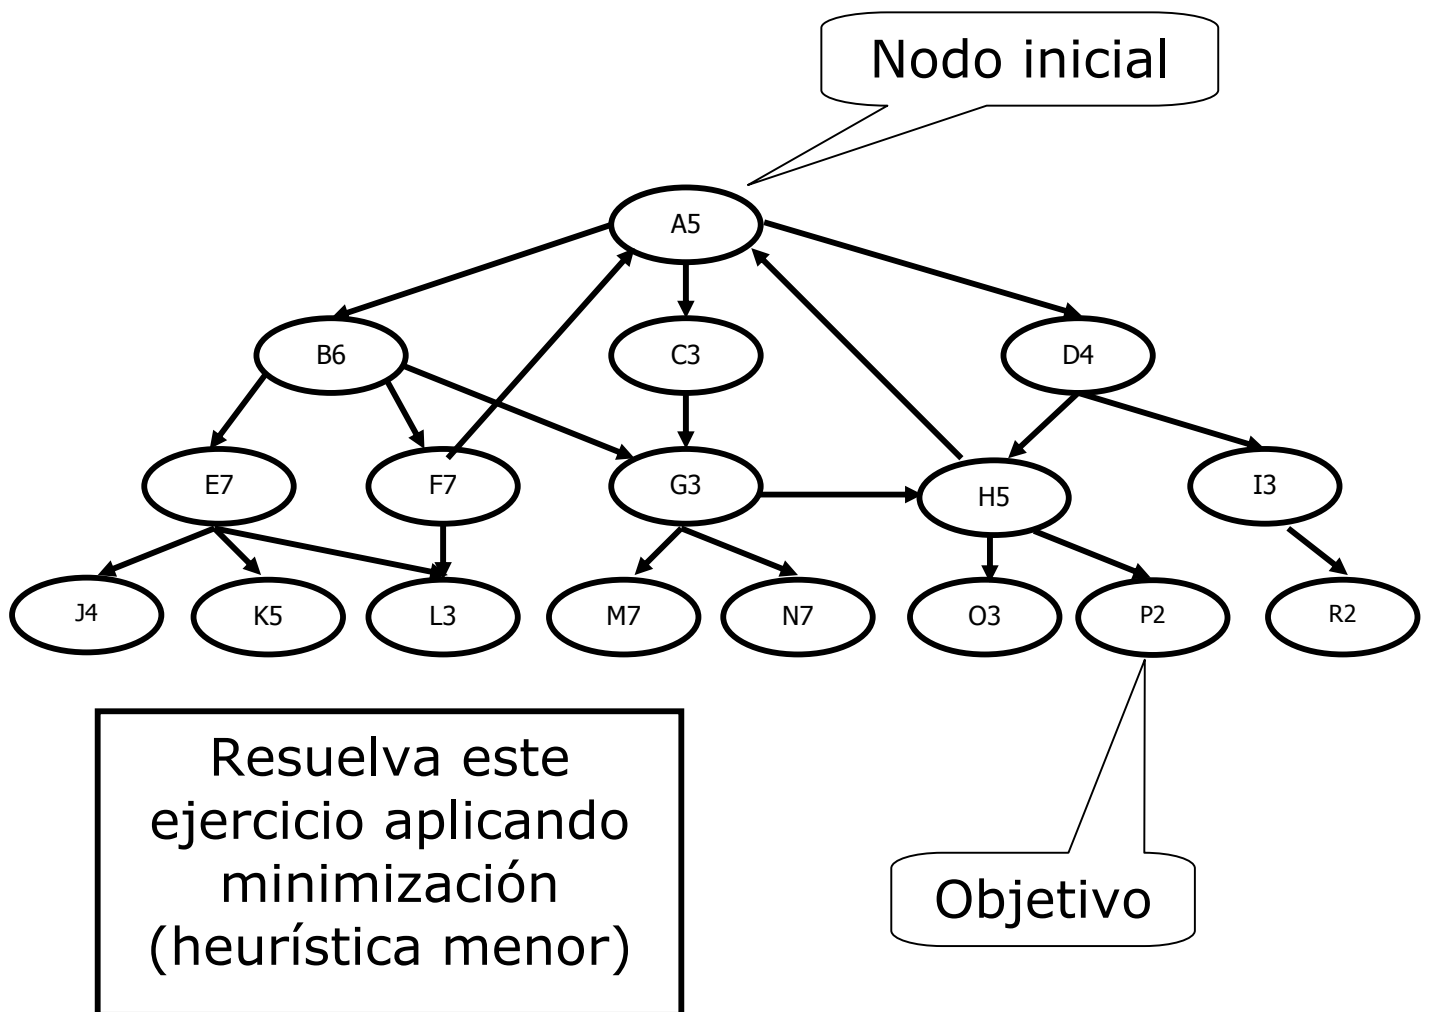 Nodo inicial
A5
B6
C3
D4
E7
F7
G3
H5
I3
J4
K5
L3
M7
N7
O3
P2
R2
Resuelva este
ejercicio aplicando
minimización
(heurística menor)
Objetivo